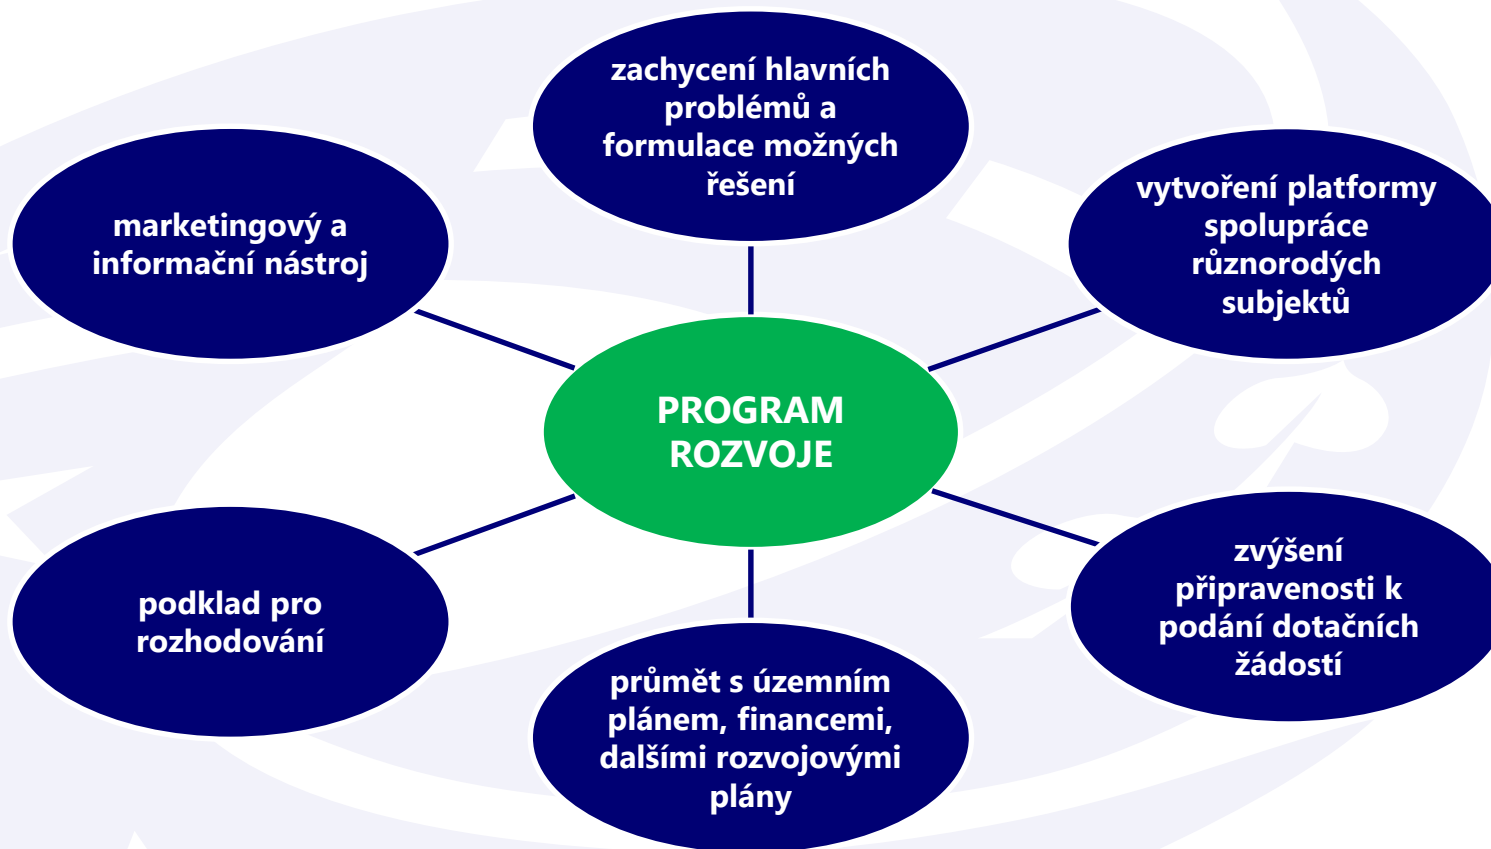 zachycení hlavních
problémů a
formulace možných
řešení
marketingový a
informační nástroj
vytvoření platformy
spolupráce
různorodých
subjektů
PROGRAM
ROZVOJE
podklad pro
rozhodování
zvýšení
připravenosti k
podání dotačních
žádostí
průmět s územním
plánem, financemi,
dalšími rozvojovými
plány